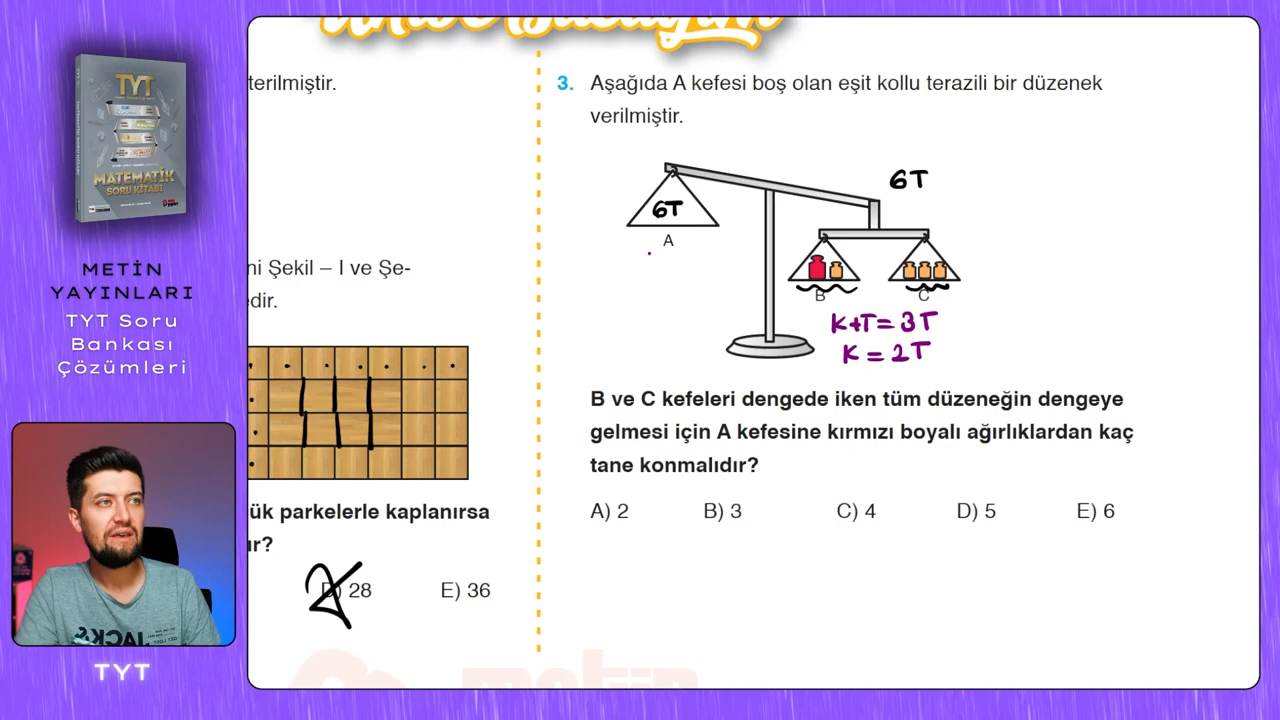 TYT
MATEMATİK
SORU KİTABI
METİN
YAYINLARI
TYT Soru
Bankası
Çözümleri
TYT
terilmiştir.
ni Şekil – I ve Şe-
dir.
ük parkelerle kaplanırsa
ır?
D) 28
E) 36
3. Aşağıda A kefesi boş olan eşit kollu terazili bir düzenek
verilmiştir.
6T
6T
A
B
C
K+T=3T
K=2T
B ve C kefeleri dengede iken tüm düzeneğin dengeye
gelmesi için A kefesine kırmızı boyalı ağırlıklardan kaç
tane konmalıdır?
A) 2 B) 3 C) 4 D) 5 E) 6
metin